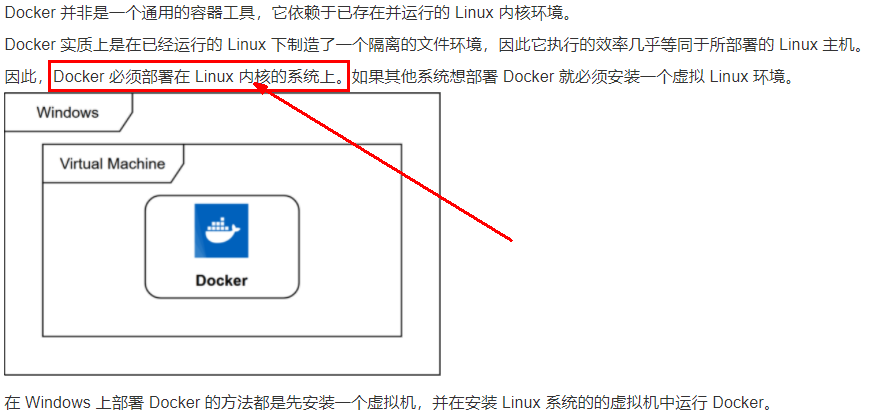 Docker 并非是一个通用的容器工具，它依赖于已存在并运行的 Linux 内核环境。
Docker 实质上是在已经运行的 Linux 下制造了一个隔离的文件环境，因此它执行的效率几乎等同于所部署的 Linux 主机。
因此，Docker 必须部署在 Linux 内核的系统上。如果其他系统想部署 Docker 就必须安装一个虚拟 Linux 环境。
Windows
Virtual Machine
Docker
在 Windows 上部署 Docker 的方法都是先安装一个虚拟机，并在安装 Linux 系统的的虚拟机中运行 Docker。